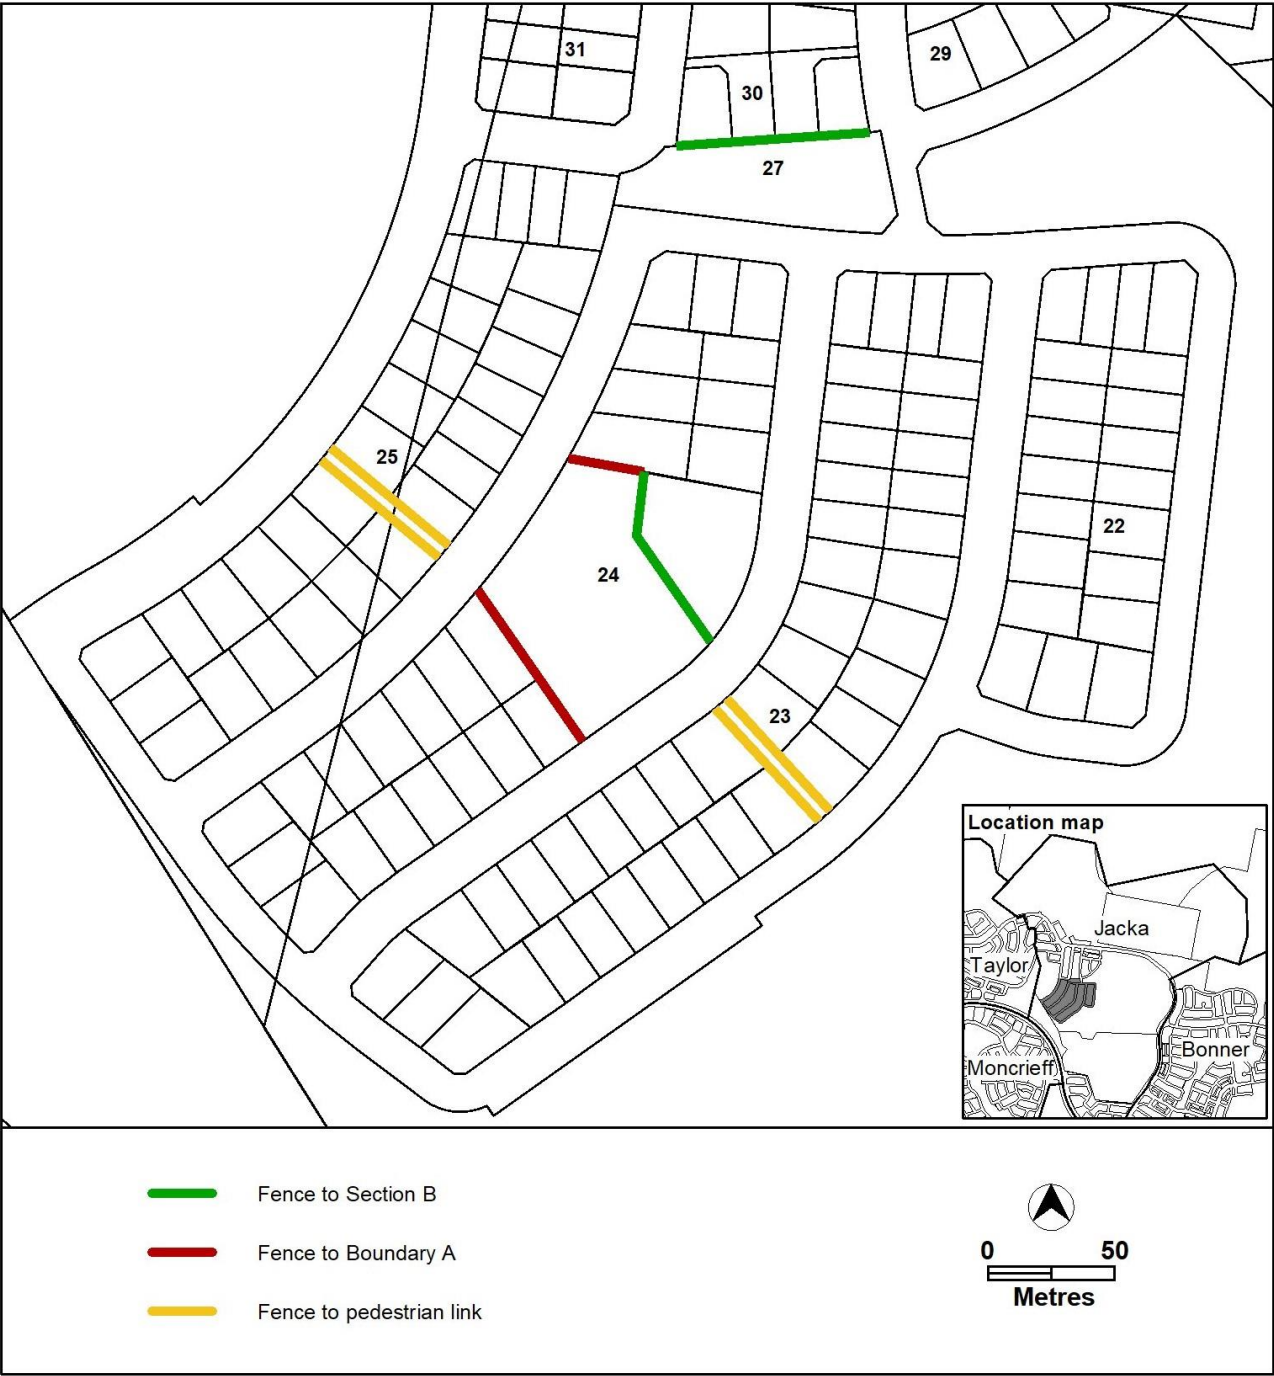 31
29
30
27
25
22
24
23
Location map
Jacka
Taylor
Bonner
Moncrieff
Fence to Section B
Fence to Boundary A
Fence to pedestrian link
0 50
Metres